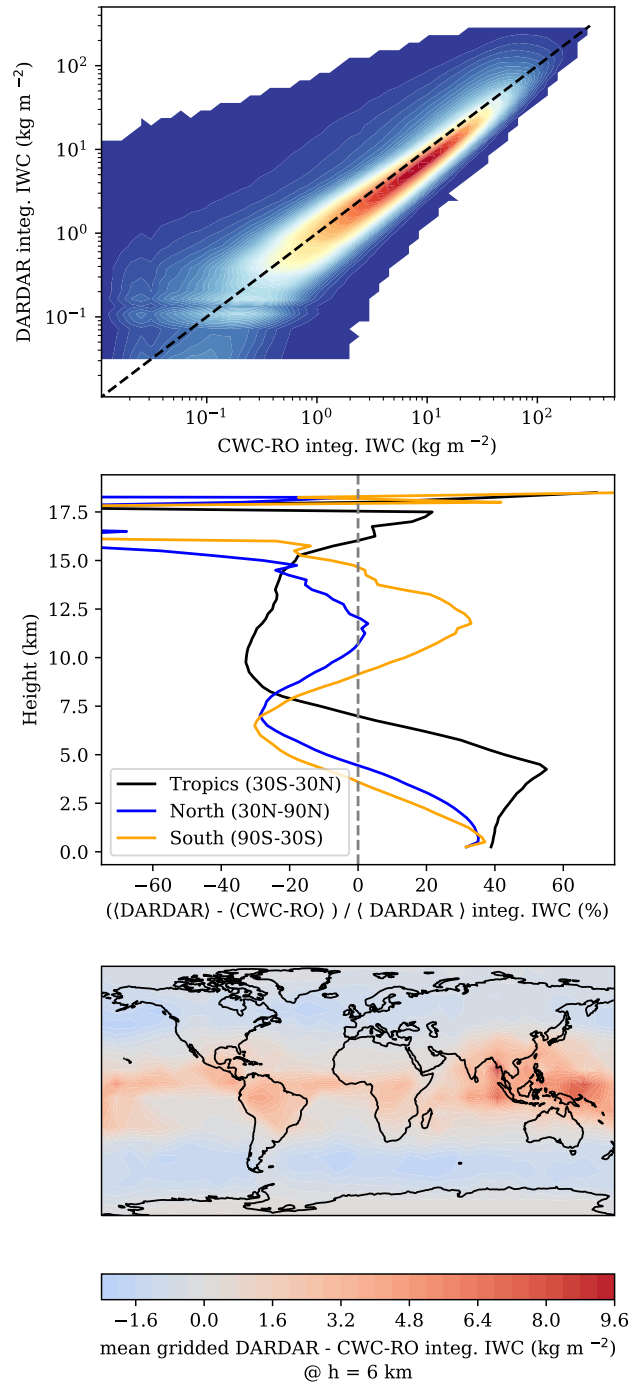 10²
10¹
10⁰
10⁻¹
DARDAR integ. IWC (kg m ⁻²)
10⁻¹ 10⁰ 10¹ 10²
CWC-RO integ. IWC (kg m⁻²)
17.5
15.0
12.5
10.0
7.5
5.0
2.5
0.0
Height (km)
Tropics (30S-30N)
North (30N-90N)
South (90S-30S)
−60 −40 −20 0 20 40 60
(⟨DARDAR⟩ - ⟨CWC-RO⟩ ) / ⟨ DARDAR ⟩ integ. IWC (%)
−1.6 0.0 1.6 3.2 4.8 6.4 8.0 9.6
mean gridded DARDAR - CWC-RO integ. IWC (kg m ⁻²)
@ h = 6 km